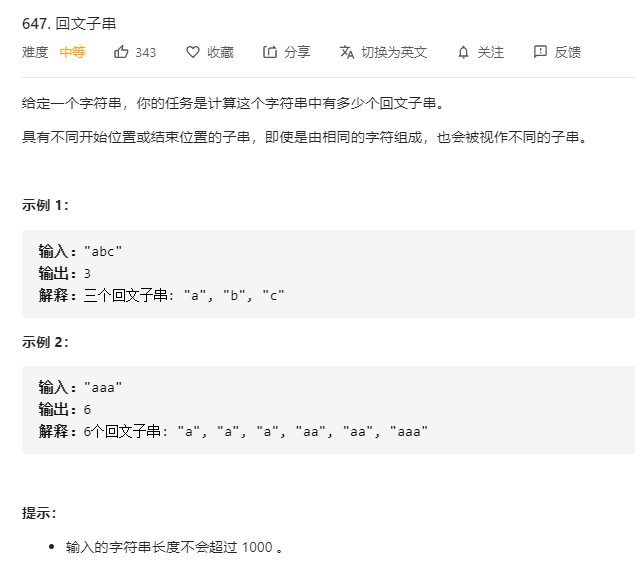 647. 回文子串
难度 中等 343 收藏 分享 切换为英文 关注 反馈
给定一个字符串，你的任务是计算这个字符串中有多少个回文子串。
具有不同开始位置或结束位置的子串，即使是由相同的字符组成，也会被视作不同的子串。
示例 1：
输入："abc"
输出：3
解释：三个回文子串: "a", "b", "c"
示例 2：
输入："aaa"
输出：6
解释：6个回文子串: "a", "a", "a", "aa", "aa", "aaa"
提示：
• 输入的字符串长度不会超过 1000 。